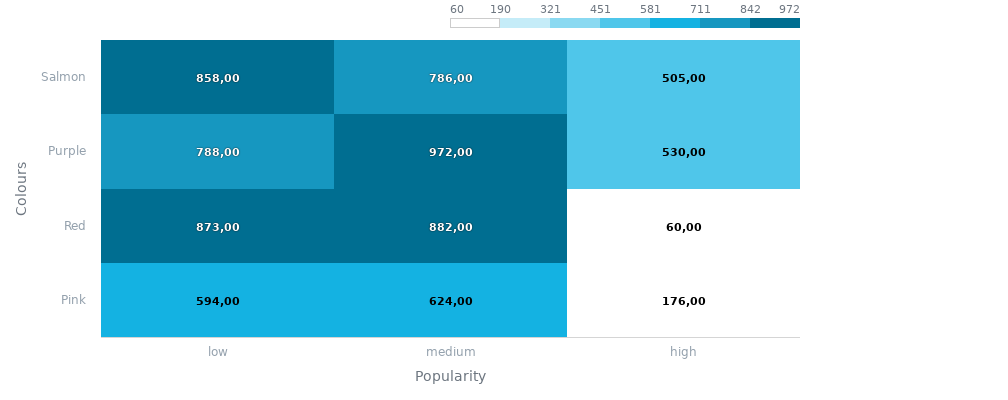 60 190 321 451 581 711 842 972
Salmon 858,00 786,00 505,00
Purple 788,00 972,00 530,00
Colours
Red 873,00 882,00 60,00
Pink 594,00 624,00 176,00
low medium high
Popularity